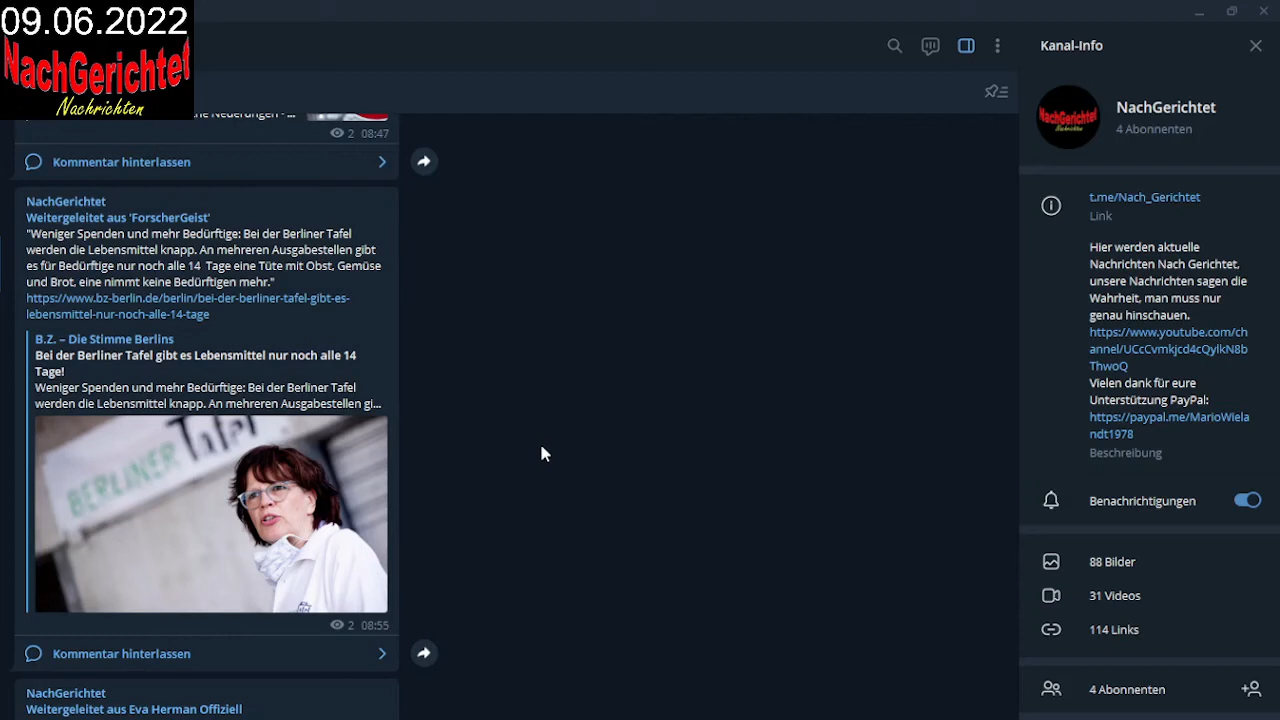 09.06.2022
NachGerichtet
Nachrichten
Kanal-Info
NachGerichtet
4 Abonnenten
t.me/Nach_Gerichtet
Link
Hier werden aktuelle
Nachrichten Nach Gerichtet,
unsere Nachrichten sagen die
Wahrheit, man muss nur
genau hinschauen.
https://www.youtube.com/ch
annel/UCcCvmkjcd4cQylkN8b
ThwoQ
Vielen dank für eure
Unterstützung PayPal:
https://paypal.me/MarioWiela
ndt1978
Beschreibung
Benachrichtigungen
88 Bilder
31 Videos
114 Links
4 Abonnenten
Neuerungen - ...
2 08:47
Kommentar hinterlassen
NachGerichtet
Weitergeleitet aus 'ForscherGeist'
"Weniger Spenden und mehr Bedürftige: Bei der Berliner Tafel
werden die Lebensmittel knapp. An mehreren Ausgabestellen gibt
es für Bedürftige nur noch alle 14 Tage eine Tüte mit Obst, Gemüse
und Brot, eine nimmt keine Bedürftigen mehr."
https://www.bz-berlin.de/berlin/bei-der-berliner-tafel-gibt-es-
lebensmittel-nur-noch-alle-14-tage
B.Z. – Die Stimme Berlins
Bei der Berliner Tafel gibt es Lebensmittel nur noch alle 14
Tage!
Weniger Spenden und mehr Bedürftige: Bei der Berliner Tafel
werden die Lebensmittel knapp. An mehreren Ausgabestellen gi...
BERLINER Tafel
2 08:55
Kommentar hinterlassen
NachGerichtet
Weitergeleitet aus Eva Herman Offiziell